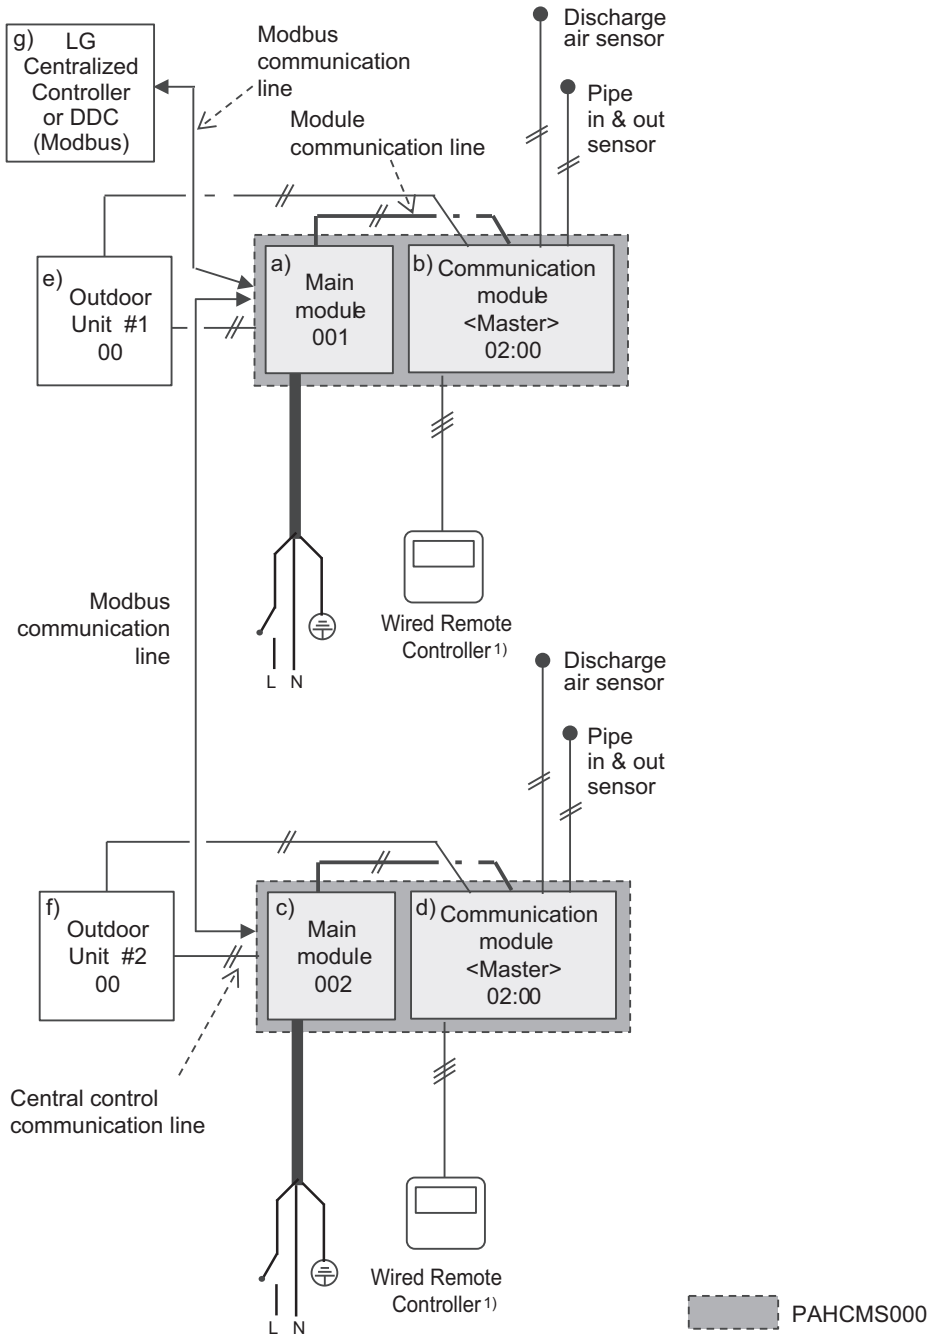 g) LG
Centralized
Controller
or DDC
(Modbus)
Modbus
communication
line
Module
communication line
Discharge
air sensor
Pipe
in & out
sensor
e)
Outdoor
Unit #1
00
a)
Main
module
001
b)
Communication
module
<Master>
02:00
L N
Wired Remote
Controller 1)
Modbus
communication
line
Discharge
air sensor
Pipe
in & out
sensor
f)
Outdoor
Unit #2
00
c)
Main
module
002
d)
Communication
module
<Master>
02:00
Central control
communication line
L N
Wired Remote
Controller 1)
PAHCMS000